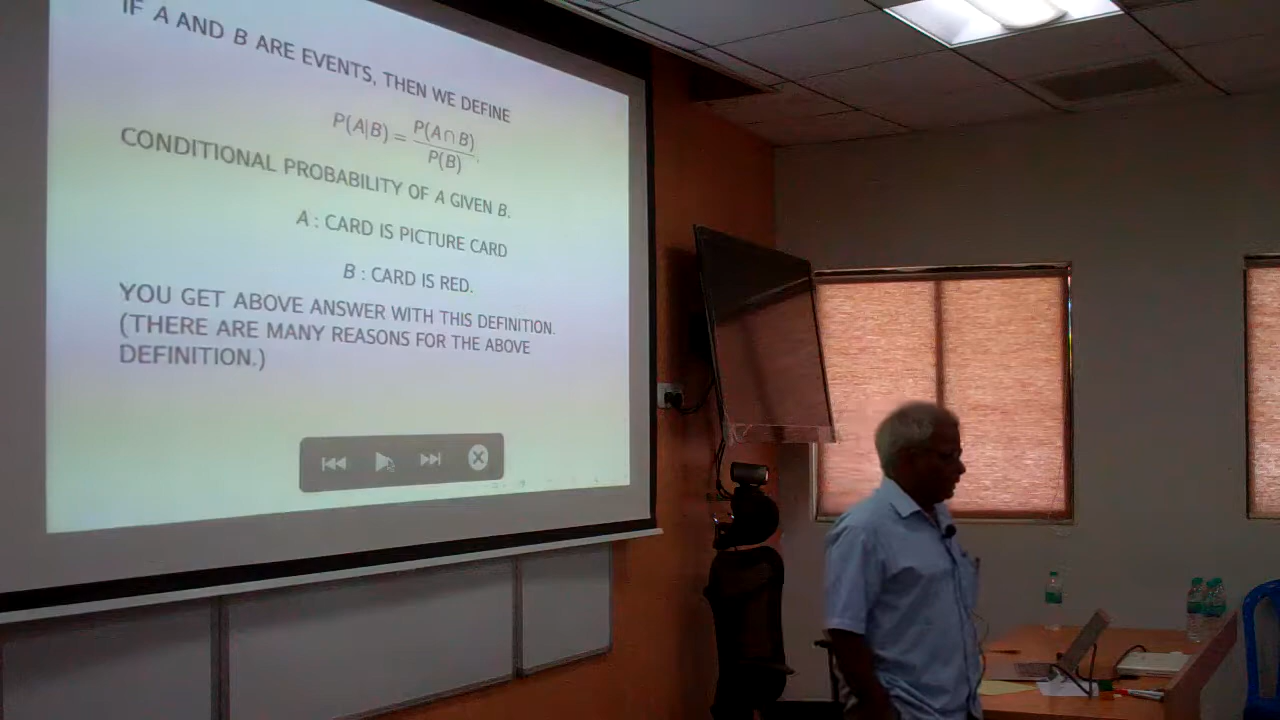 IF A AND B ARE EVENTS, THEN WE DEFINE
P(A|B) = P(A∩B) / P(B).
CONDITIONAL PROBABILITY OF A GIVEN B.
A : CARD IS PICTURE CARD
B : CARD IS RED.
YOU GET ABOVE ANSWER WITH THIS DEFINITION.
(THERE ARE MANY REASONS FOR THE ABOVE
DEFINITION.)